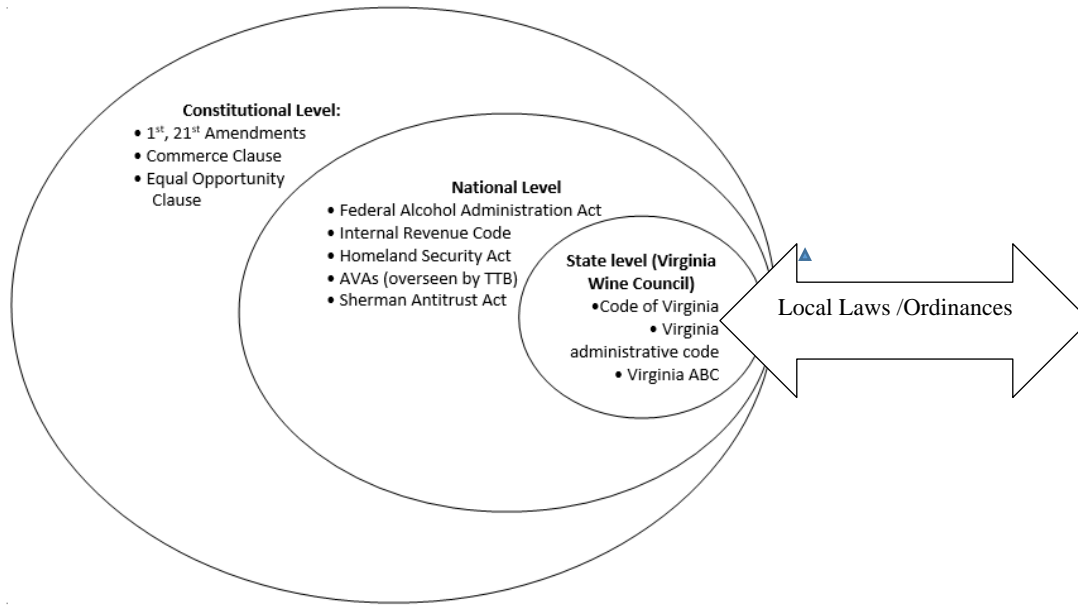 Constitutional Level:
• 1st, 21st Amendments
• Commerce Clause
• Equal Opportunity
Clause
National Level
• Federal Alcohol Administration Act
• Internal Revenue Code
• Homeland Security Act
• AVAs (overseen by TTB)
• Sherman Antitrust Act
State level (Virginia
Wine Council)
•Code of Virginia
• Virginia
administrative code
• Virginia ABC
Local Laws /Ordinances